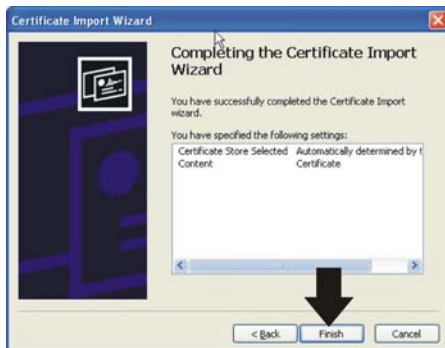 Certificate Import Wizard
Completing the Certificate Import
Wizard
You have successfully completed the Certificate Import
wizard.
You have specified the following settings:
Certificate Store Selected Automatically determined by t
Content Certificate
< Back Finish Cancel